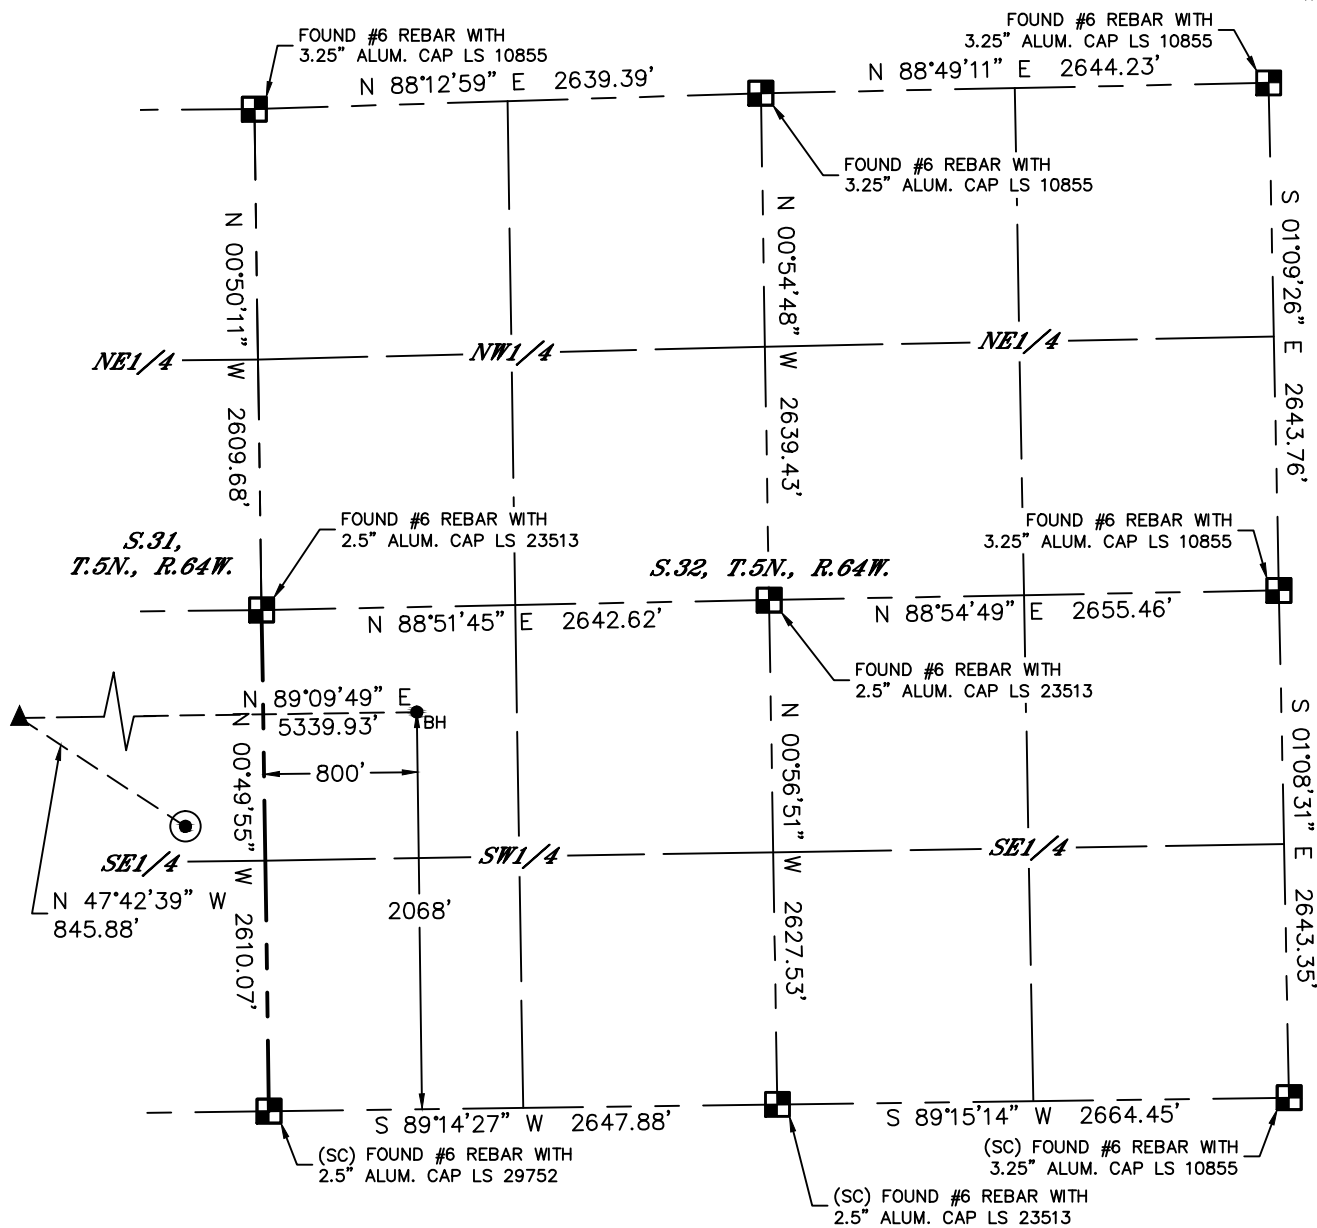 FOUND #6 REBAR WITH
3.25" ALUM. CAP LS 10855
N 88°12'59" E 2639.39'
FOUND #6 REBAR WITH
3.25" ALUM. CAP LS 10855
N 88°49'11" E 2644.23'
FOUND #6 REBAR WITH
3.25" ALUM. CAP LS 10855
N 00°50'11" W 2609.68'
N 00°54'48" W 2639.43'
S 01°09'26" E 2643.76'
NE1/4
NW1/4
NE1/4
S.31,
T.5N., R.64W.
FOUND #6 REBAR WITH
2.5" ALUM. CAP LS 23513
S.32, T.5N., R.64W.
FOUND #6 REBAR WITH
3.25" ALUM. CAP LS 10855
N 88°51'45" E 2642.62'
N 88°54'49" E 2655.46'
FOUND #6 REBAR WITH
2.5" ALUM. CAP LS 23513
N 89°09'49" E
5339.93'
BH
800'
N 00°49'55" W 2610.07'
N 00°56'51" W 2627.53'
S 01°08'31" E 2643.35'
SE1/4
SW1/4
SE1/4
N 47°42'39" W
845.88'
2068'
S 89°14'27" W 2647.88'
S 89°15'14" W 2664.45'
(SC) FOUND #6 REBAR WITH
2.5" ALUM. CAP LS 29752
(SC) FOUND #6 REBAR WITH
3.25" ALUM. CAP LS 10855
(SC) FOUND #6 REBAR WITH
2.5" ALUM. CAP LS 23513